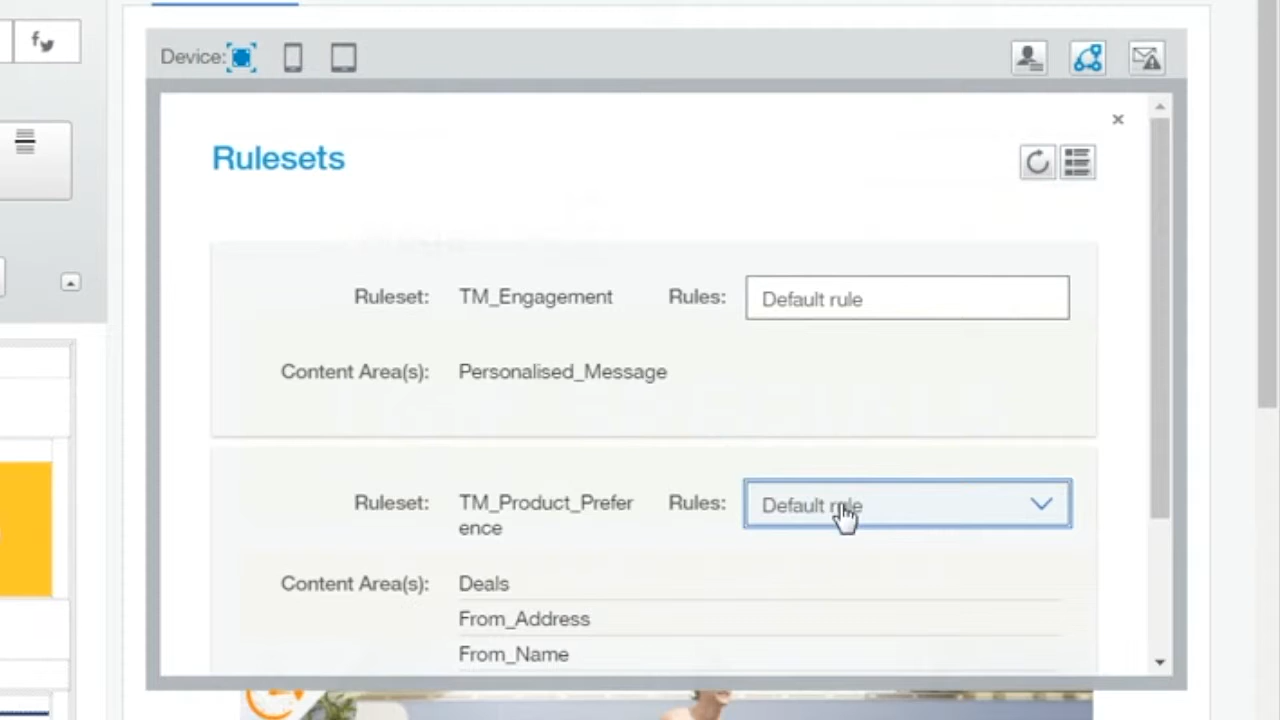 Device:
Rulesets
Ruleset: TM_Engagement Rules: Default rule
Content Area(s): Personalised_Message
Ruleset: TM_Product_Prefer Rules: Default rule
ence
Content Area(s): Deals
From_Address
From_Name